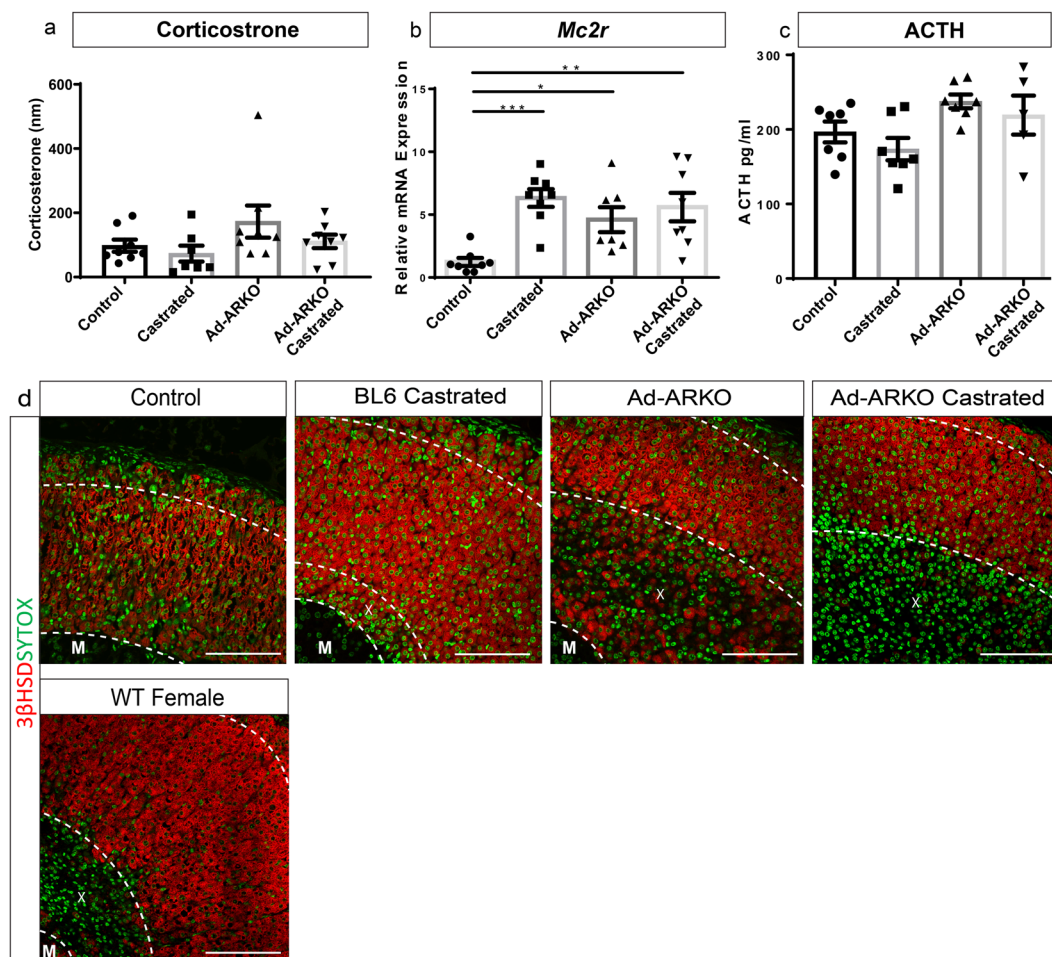 a
Corticostrone
Corticosterone (nm)
600
400
200
100
0
Control
Castrated
Ad-ARKO
Ad-ARKO
Castrated
b
Mc2r
Relative mRNA Expression
15
10
5
0
* *
*
* * *
Control
Castrated
Ad-ARKO
Ad-ARKO
Castrated
c
ACTH
ACTH pg/ml
300
200
100
0
Control
Castrated
Ad-ARKO
Ad-ARKO
Castrated
d
3βHSDSYTOX
Control
M
BL6 Castrated
X
M
Ad-ARKO
X
M
Ad-ARKO Castrated
X
WT Female
X
M